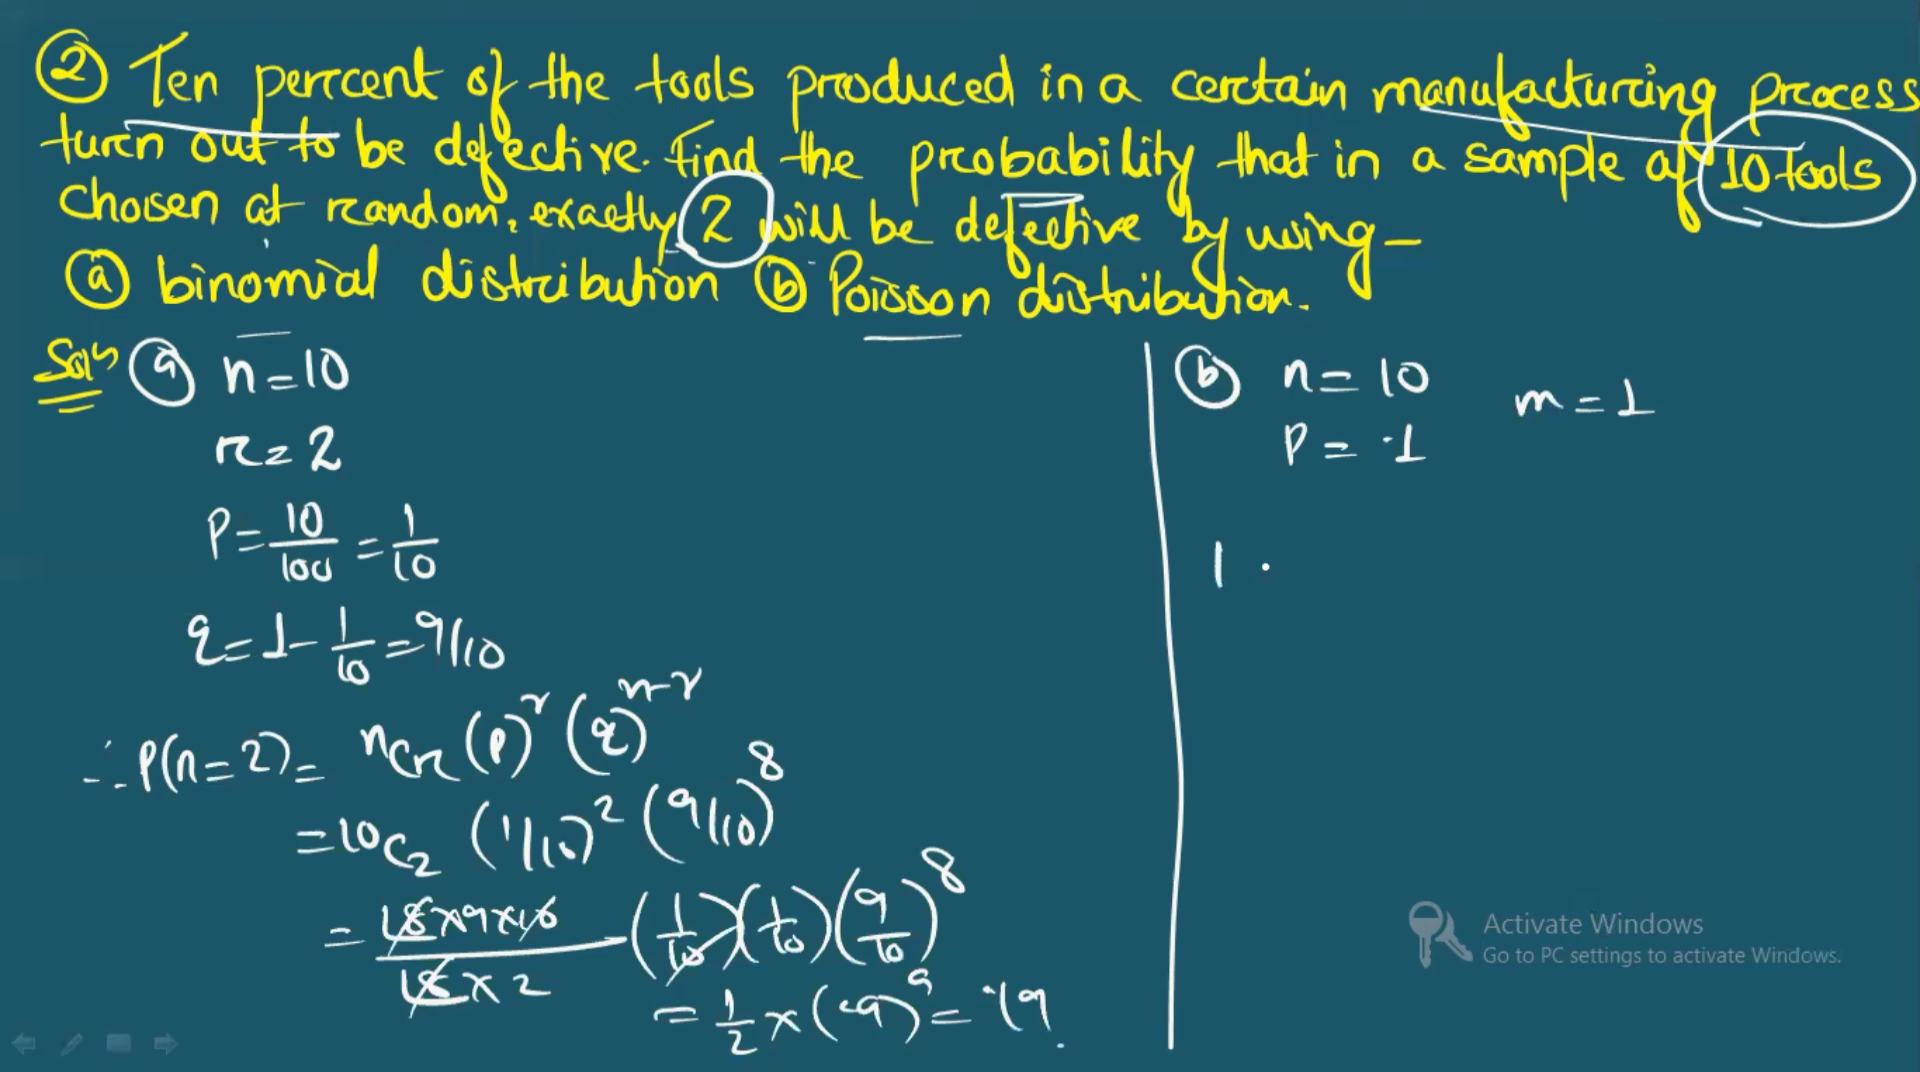 ② Ten percent of the tools produced in a certain manufacturing process
turn out to be defective. Find the probability that in a sample of 10 tools
chosen at random, exactly 2 will be defective by using –
ⓐ binomial distribution ⓑ Poisson distribution.
Solⁿ ⓐ n = 10
r = 2
P = 10/100 = 1/10
q = 1 - 1/10 = 9/10
∴ P(n = 2) = nCr (P)^r (q)^n-r
= 10C2 (1/10)^2 (9/10)^8
= 18×9×10 / 18×2 (1/10)(1/10)(9/10)^8
= 1/2 × (.9)^9 = .19.
ⓑ n = 10
m = 1
P = .1
Activate Windows
Go to PC settings to activate Windows.